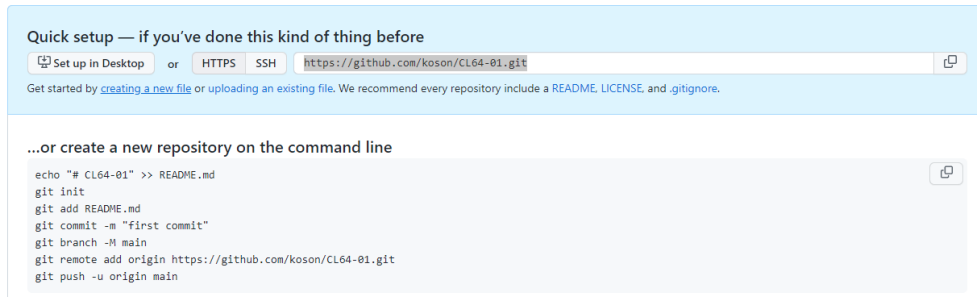 Quick setup — if you've done this kind of thing before
Set up in Desktop or HTTPS SSH https://github.com/koson/CL64-01.git
Get started by creating a new file or uploading an existing file. We recommend every repository include a README, LICENSE, and .gitignore.
...or create a new repository on the command line
echo "# CL64-01" >> README.md
git init
git add README.md
git commit -m "first commit"
git branch -M main
git remote add origin https://github.com/koson/CL64-01.git
git push -u origin main